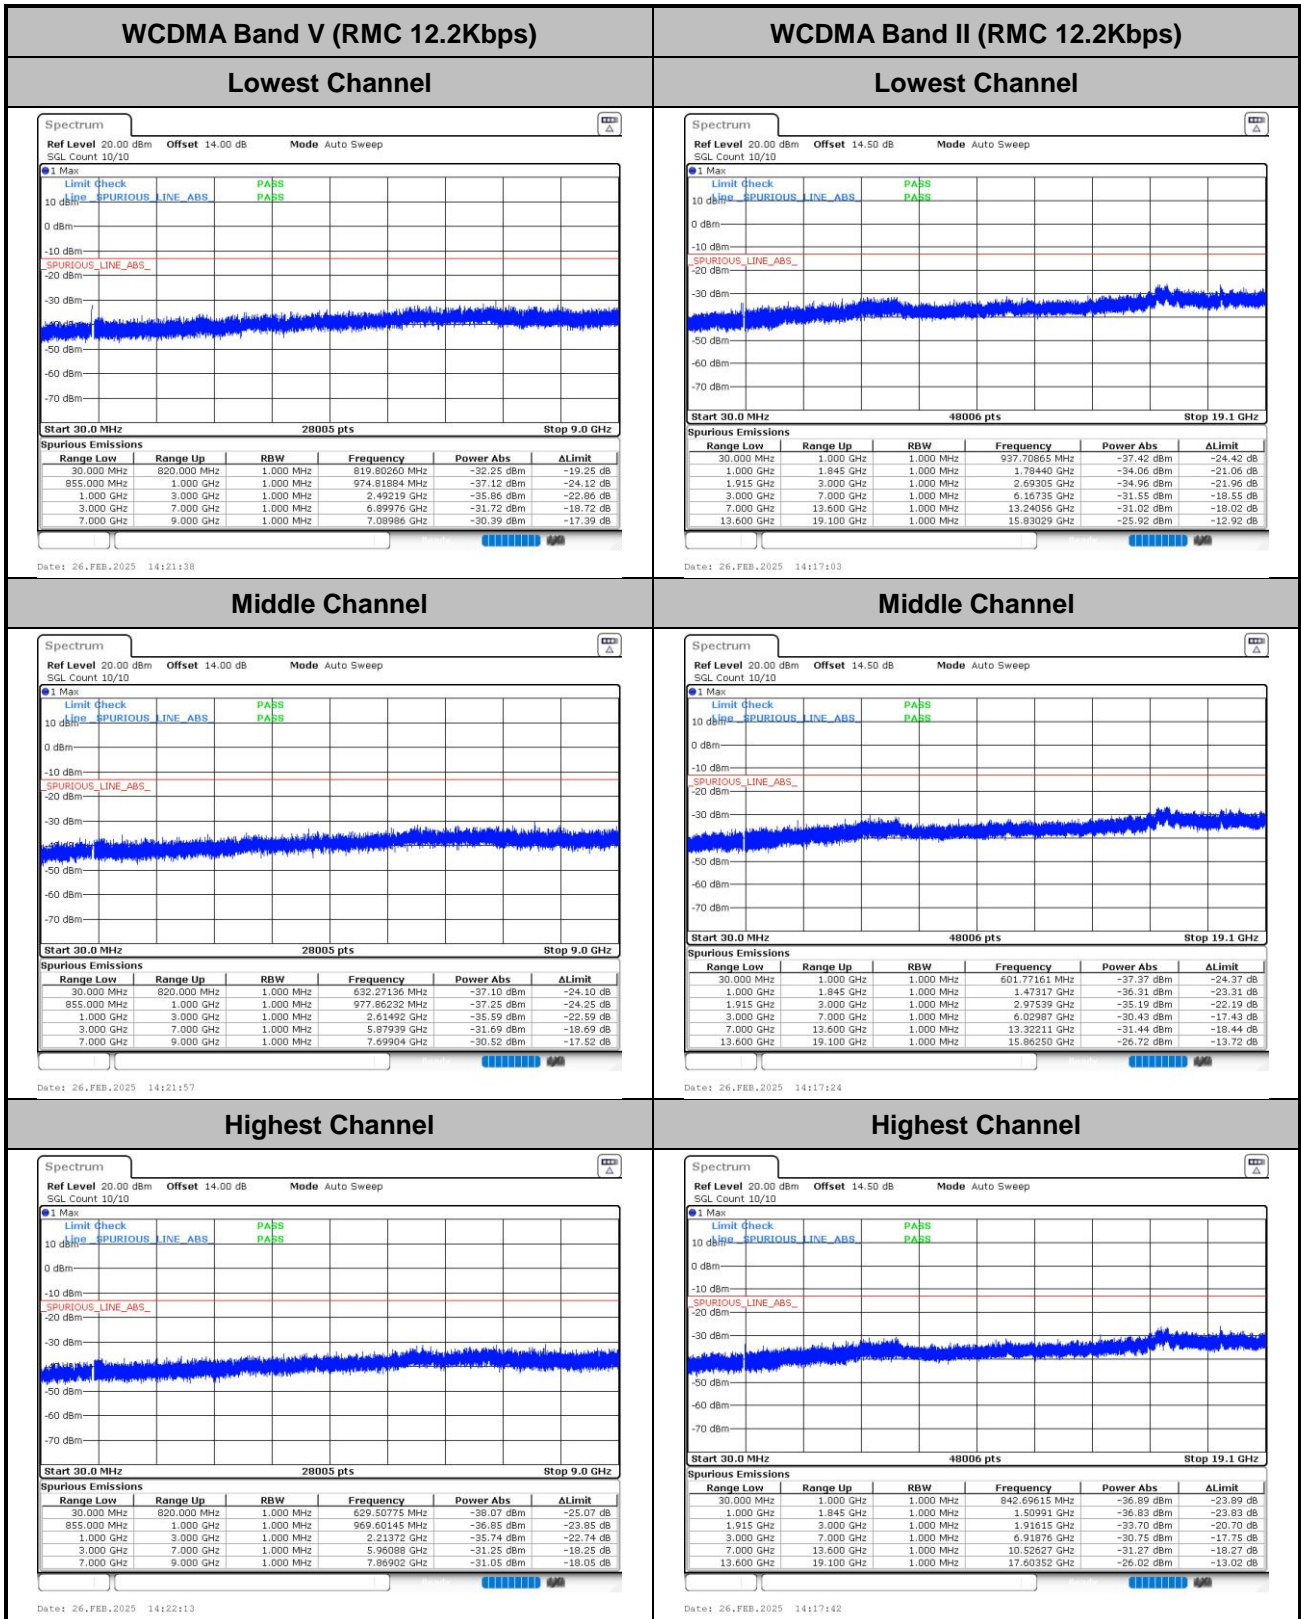 WCDMA Band V (RMC 12.2Kbps) WCDMA Band II (RMC 12.2Kbps)
Lowest Channel Lowest Channel
Spectrum
Ref Level 20.00 dBm Offset 14.00 dB Mode Auto Sweep
SGL Count 10/10
1 Max
Limit Check PASS
10 dBm Line _SPURIOUS_LINE_ABS_ PASS
0 dBm
-10 dBm
_SPURIOUS_LINE_ABS_
-20 dBm
-30 dBm
-50 dBm
-60 dBm
-70 dBm
Start 30.0 MHz 28005 pts Stop 9.0 GHz
Spurious Emissions
Range Low Range Up RBW Frequency Power Abs ΔLimit
30.000 MHz 820.000 MHz 1.000 MHz 819.80260 MHz -32.25 dBm -19.25 dB
855.000 MHz 1.000 GHz 1.000 MHz 974.81884 MHz -37.12 dBm -24.12 dB
1.000 GHz 3.000 GHz 1.000 MHz 2.49219 GHz -35.86 dBm -22.86 dB
3.000 GHz 7.000 GHz 1.000 MHz 6.89976 GHz -31.72 dBm -18.72 dB
7.000 GHz 9.000 GHz 1.000 MHz 7.08986 GHz -30.39 dBm -17.39 dB
Date: 26.FEB.2025 14:21:38
Spectrum
Ref Level 20.00 dBm Offset 14.50 dB Mode Auto Sweep
SGL Count 10/10
1 Max
Limit Check PASS
10 dBm Line _SPURIOUS_LINE_ABS_ PASS
0 dBm
-10 dBm
_SPURIOUS_LINE_ABS_
-20 dBm
-30 dBm
-50 dBm
-60 dBm
-70 dBm
Start 30.0 MHz 48006 pts Stop 19.1 GHz
Spurious Emissions
Range Low Range Up RBW Frequency Power Abs ΔLimit
30.000 MHz 1.000 GHz 1.000 MHz 937.70865 MHz -37.42 dBm -24.42 dB
1.000 GHz 1.845 GHz 1.000 MHz 1.78440 GHz -34.06 dBm -21.06 dB
1.915 GHz 3.000 GHz 1.000 MHz 2.69305 GHz -34.96 dBm -21.96 dB
3.000 GHz 7.000 GHz 1.000 MHz 6.16735 GHz -31.55 dBm -18.55 dB
7.000 GHz 13.600 GHz 1.000 MHz 13.24056 GHz -31.02 dBm -18.02 dB
13.600 GHz 19.100 GHz 1.000 MHz 15.83029 GHz -25.92 dBm -12.92 dB
Date: 26.FEB.2025 14:17:03
Middle Channel Middle Channel
Spectrum
Ref Level 20.00 dBm Offset 14.00 dB Mode Auto Sweep
SGL Count 10/10
1 Max
Limit Check PASS
10 dBm Line _SPURIOUS_LINE_ABS_ PASS
0 dBm
-10 dBm
_SPURIOUS_LINE_ABS_
-20 dBm
-30 dBm
-50 dBm
-60 dBm
-70 dBm
Start 30.0 MHz 28005 pts Stop 9.0 GHz
Spurious Emissions
Range Low Range Up RBW Frequency Power Abs ΔLimit
30.000 MHz 820.000 MHz 1.000 MHz 632.27136 MHz -37.10 dBm -24.10 dB
855.000 MHz 1.000 GHz 1.000 MHz 977.86232 MHz -37.25 dBm -24.25 dB
1.000 GHz 3.000 GHz 1.000 MHz 2.61492 GHz -35.59 dBm -22.59 dB
3.000 GHz 7.000 GHz 1.000 MHz 5.87939 GHz -31.69 dBm -18.69 dB
7.000 GHz 9.000 GHz 1.000 MHz 7.69904 GHz -30.52 dBm -17.52 dB
Date: 26.FEB.2025 14:21:57
Spectrum
Ref Level 20.00 dBm Offset 14.50 dB Mode Auto Sweep
SGL Count 10/10
1 Max
Limit Check PASS
10 dBm Line _SPURIOUS_LINE_ABS_ PASS
0 dBm
-10 dBm
_SPURIOUS_LINE_ABS_
-20 dBm
-30 dBm
-50 dBm
-60 dBm
-70 dBm
Start 30.0 MHz 48006 pts Stop 19.1 GHz
Spurious Emissions
Range Low Range Up RBW Frequency Power Abs ΔLimit
30.000 MHz 1.000 GHz 1.000 MHz 601.77161 MHz -37.37 dBm -24.37 dB
1.000 GHz 1.845 GHz 1.000 MHz 1.47317 GHz -36.31 dBm -23.31 dB
1.915 GHz 3.000 GHz 1.000 MHz 2.97539 GHz -35.19 dBm -22.19 dB
3.000 GHz 7.000 GHz 1.000 MHz 6.02987 GHz -30.43 dBm -17.43 dB
7.000 GHz 13.600 GHz 1.000 MHz 13.32211 GHz -31.44 dBm -18.44 dB
13.600 GHz 19.100 GHz 1.000 MHz 15.86250 GHz -26.72 dBm -13.72 dB
Date: 26.FEB.2025 14:17:24
Highest Channel Highest Channel
Spectrum
Ref Level 20.00 dBm Offset 14.00 dB Mode Auto Sweep
SGL Count 10/10
1 Max
Limit Check PASS
10 dBm Line _SPURIOUS_LINE_ABS_ PASS
0 dBm
-10 dBm
_SPURIOUS_LINE_ABS_
-20 dBm
-30 dBm
-50 dBm
-60 dBm
-70 dBm
Start 30.0 MHz 28005 pts Stop 9.0 GHz
Spurious Emissions
Range Low Range Up RBW Frequency Power Abs ΔLimit
30.000 MHz 820.000 MHz 1.000 MHz 629.50775 MHz -38.07 dBm -25.07 dB
855.000 MHz 1.000 GHz 1.000 MHz 969.60145 MHz -36.85 dBm -23.85 dB
1.000 GHz 3.000 GHz 1.000 MHz 2.21372 GHz -35.74 dBm -22.74 dB
3.000 GHz 7.000 GHz 1.000 MHz 5.96088 GHz -31.25 dBm -18.25 dB
7.000 GHz 9.000 GHz 1.000 MHz 7.86902 GHz -31.05 dBm -18.05 dB
Date: 26.FEB.2025 14:22:13
Spectrum
Ref Level 20.00 dBm Offset 14.50 dB Mode Auto Sweep
SGL Count 10/10
1 Max
Limit Check PASS
10 dBm Line _SPURIOUS_LINE_ABS_ PASS
0 dBm
-10 dBm
_SPURIOUS_LINE_ABS_
-20 dBm
-30 dBm
-50 dBm
-60 dBm
-70 dBm
Start 30.0 MHz 48006 pts Stop 19.1 GHz
Spurious Emissions
Range Low Range Up RBW Frequency Power Abs ΔLimit
30.000 MHz 1.000 GHz 1.000 MHz 842.69615 MHz -36.89 dBm -23.89 dB
1.000 GHz 1.845 GHz 1.000 MHz 1.50991 GHz -36.83 dBm -23.83 dB
1.915 GHz 3.000 GHz 1.000 MHz 1.91615 GHz -33.70 dBm -20.70 dB
3.000 GHz 7.000 GHz 1.000 MHz 6.91876 GHz -30.75 dBm -17.75 dB
7.000 GHz 13.600 GHz 1.000 MHz 10.52627 GHz -31.27 dBm -18.27 dB
13.600 GHz 19.100 GHz 1.000 MHz 17.60352 GHz -26.02 dBm -13.02 dB
Date: 26.FEB.2025 14:17:42